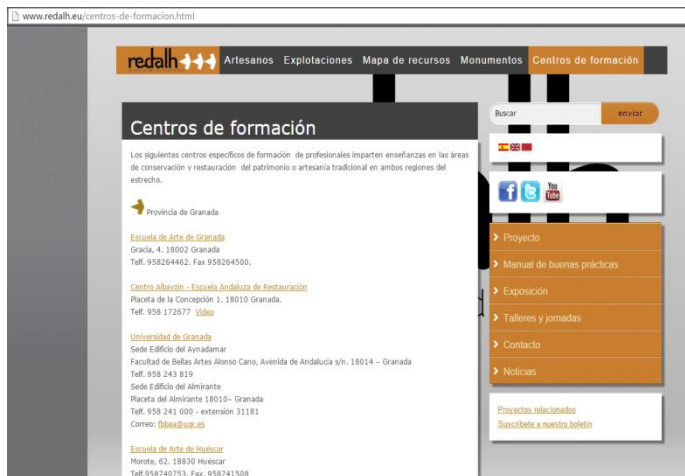 www.redalh.eu/centros-de-formacion.html
redalh
Artesanos Explotaciones Mapa de recursos Monumentos Centros de formación
Centros de formación
Los siguientes centros específicos de formación de profesionales imparten enseñanzas en las áreas
de conservación y restauración del patrimonio o artesanía tradicional en ambos regiones del
estrecho.
Provincia de Granada
Escuela de Arte de Granada
Gracia, 4. 18002 Granada
Telf. 958264462. Fax 958264500.
Centro Albayzín - Escuela Andaluza de Restauración
Placeta de la Concepción 1. 18010 Granada.
Telf. 958 172677 Video
Universidad de Granada
Sede Edificio del Aynadamar
Facultad de Bellas Artes Alonso Cano, Avenida de Andalucía s/n. 18014 – Granada
Telf. 958 243 819
Sede Edificio del Almirante
Placeta del Almirante 18010– Granada
Telf. 958 241 000 - extensión 31181
Correo: fbbaa@ugr.es
Escuela de Arte de Huéscar
Morote, 62. 18830 Huéscar
Telf.958740753. Fax. 958741508
Buscar enviar
You
Tube
Proyecto
Manual de buenas prácticas
Exposición
Talleres y jornadas
Contacto
Noticias
Proyectos relacionados
Suscríbete a nuestro boletín